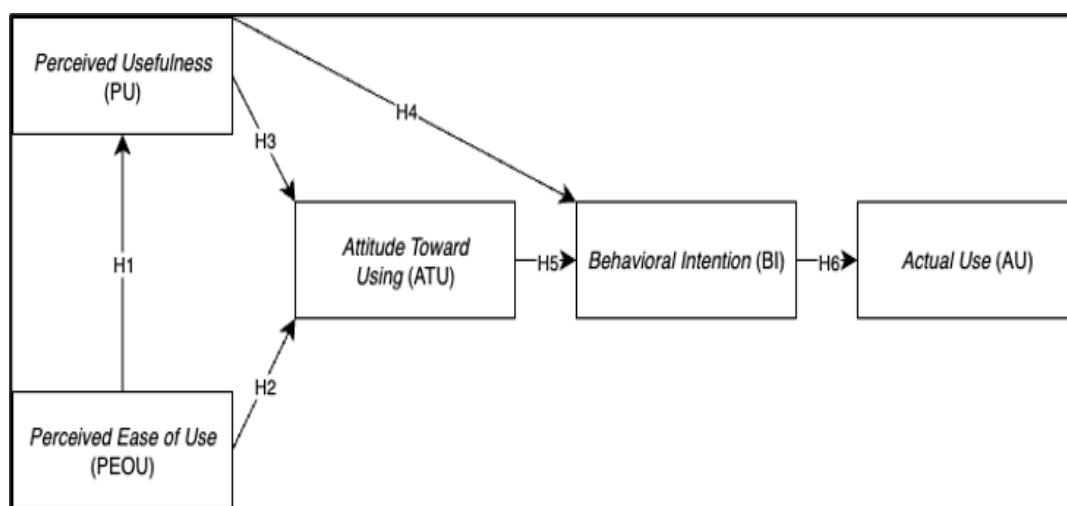 Perceived Usefulness
(PU)
H4
H3
H1
Attitude Toward
Using (ATU)
H5
Behavioral Intention (BI)
H6
Actual Use (AU)
H2
Perceived Ease of Use
(PEOU)